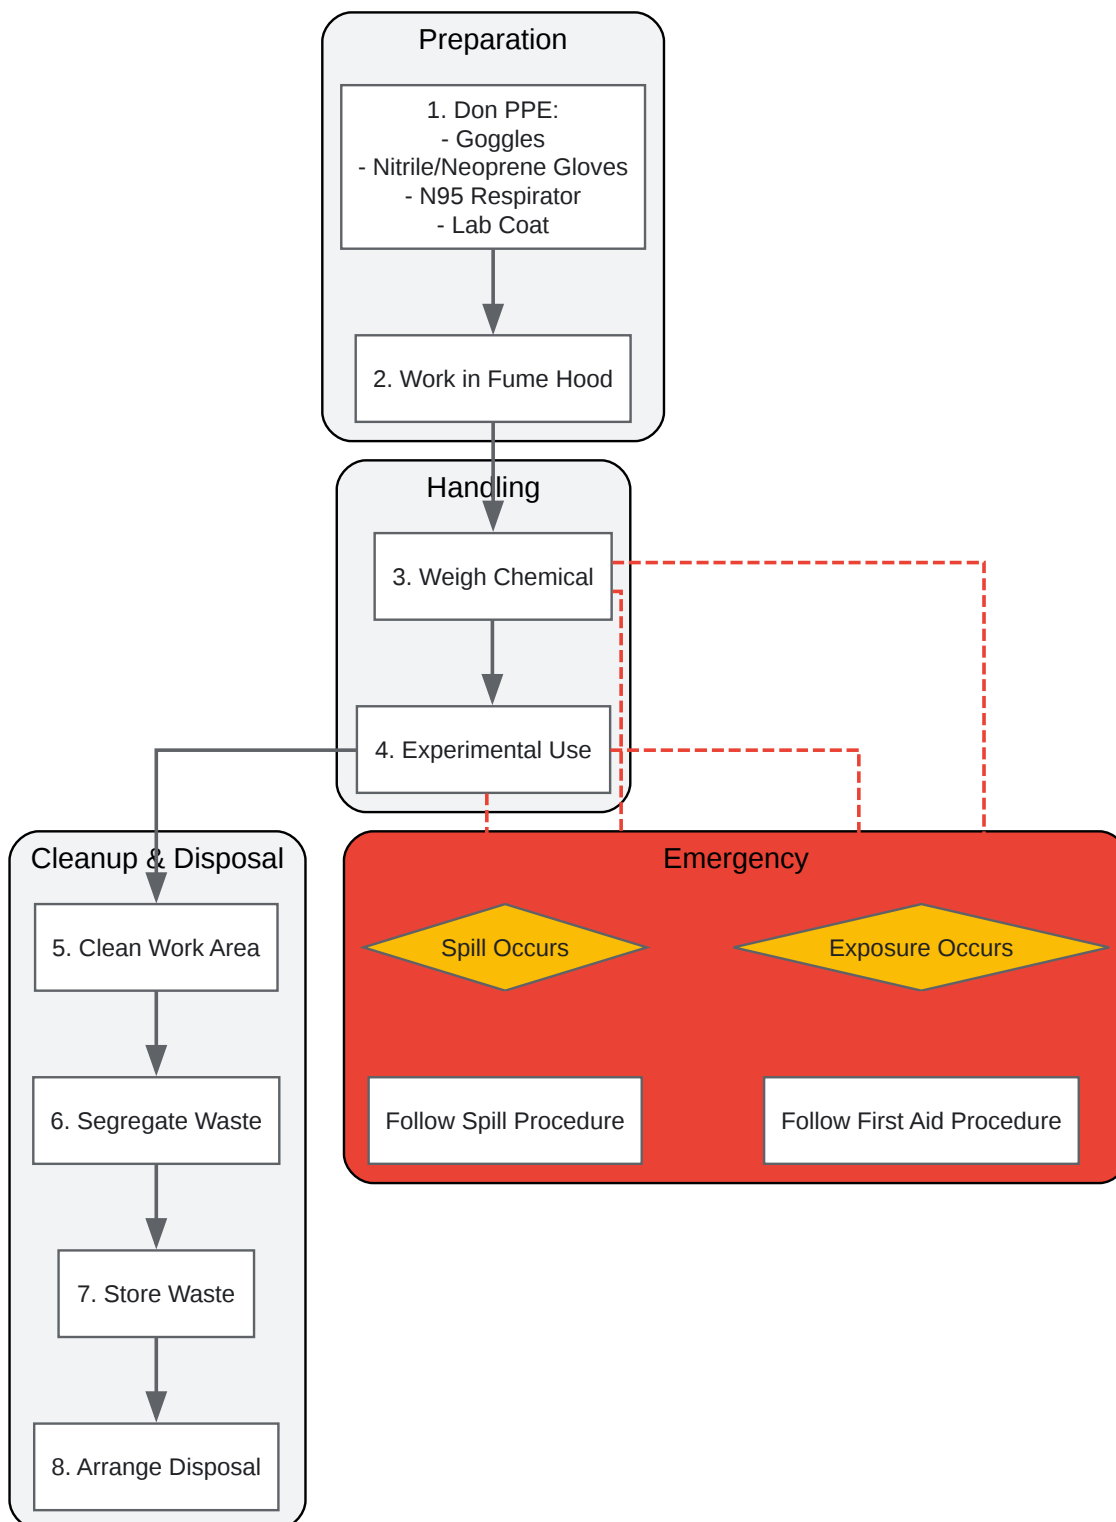 Preparation
1. Don PPE:
- Goggles
- Nitrile/Neoprene Gloves
- N95 Respirator
- Lab Coat
2. Work in Fume Hood
Handling
3. Weigh Chemical
4. Experimental Use
Cleanup & Disposal
5. Clean Work Area
6. Segregate Waste
7. Store Waste
8. Arrange Disposal
Emergency
Spill Occurs
Exposure Occurs
Follow Spill Procedure
Follow First Aid Procedure